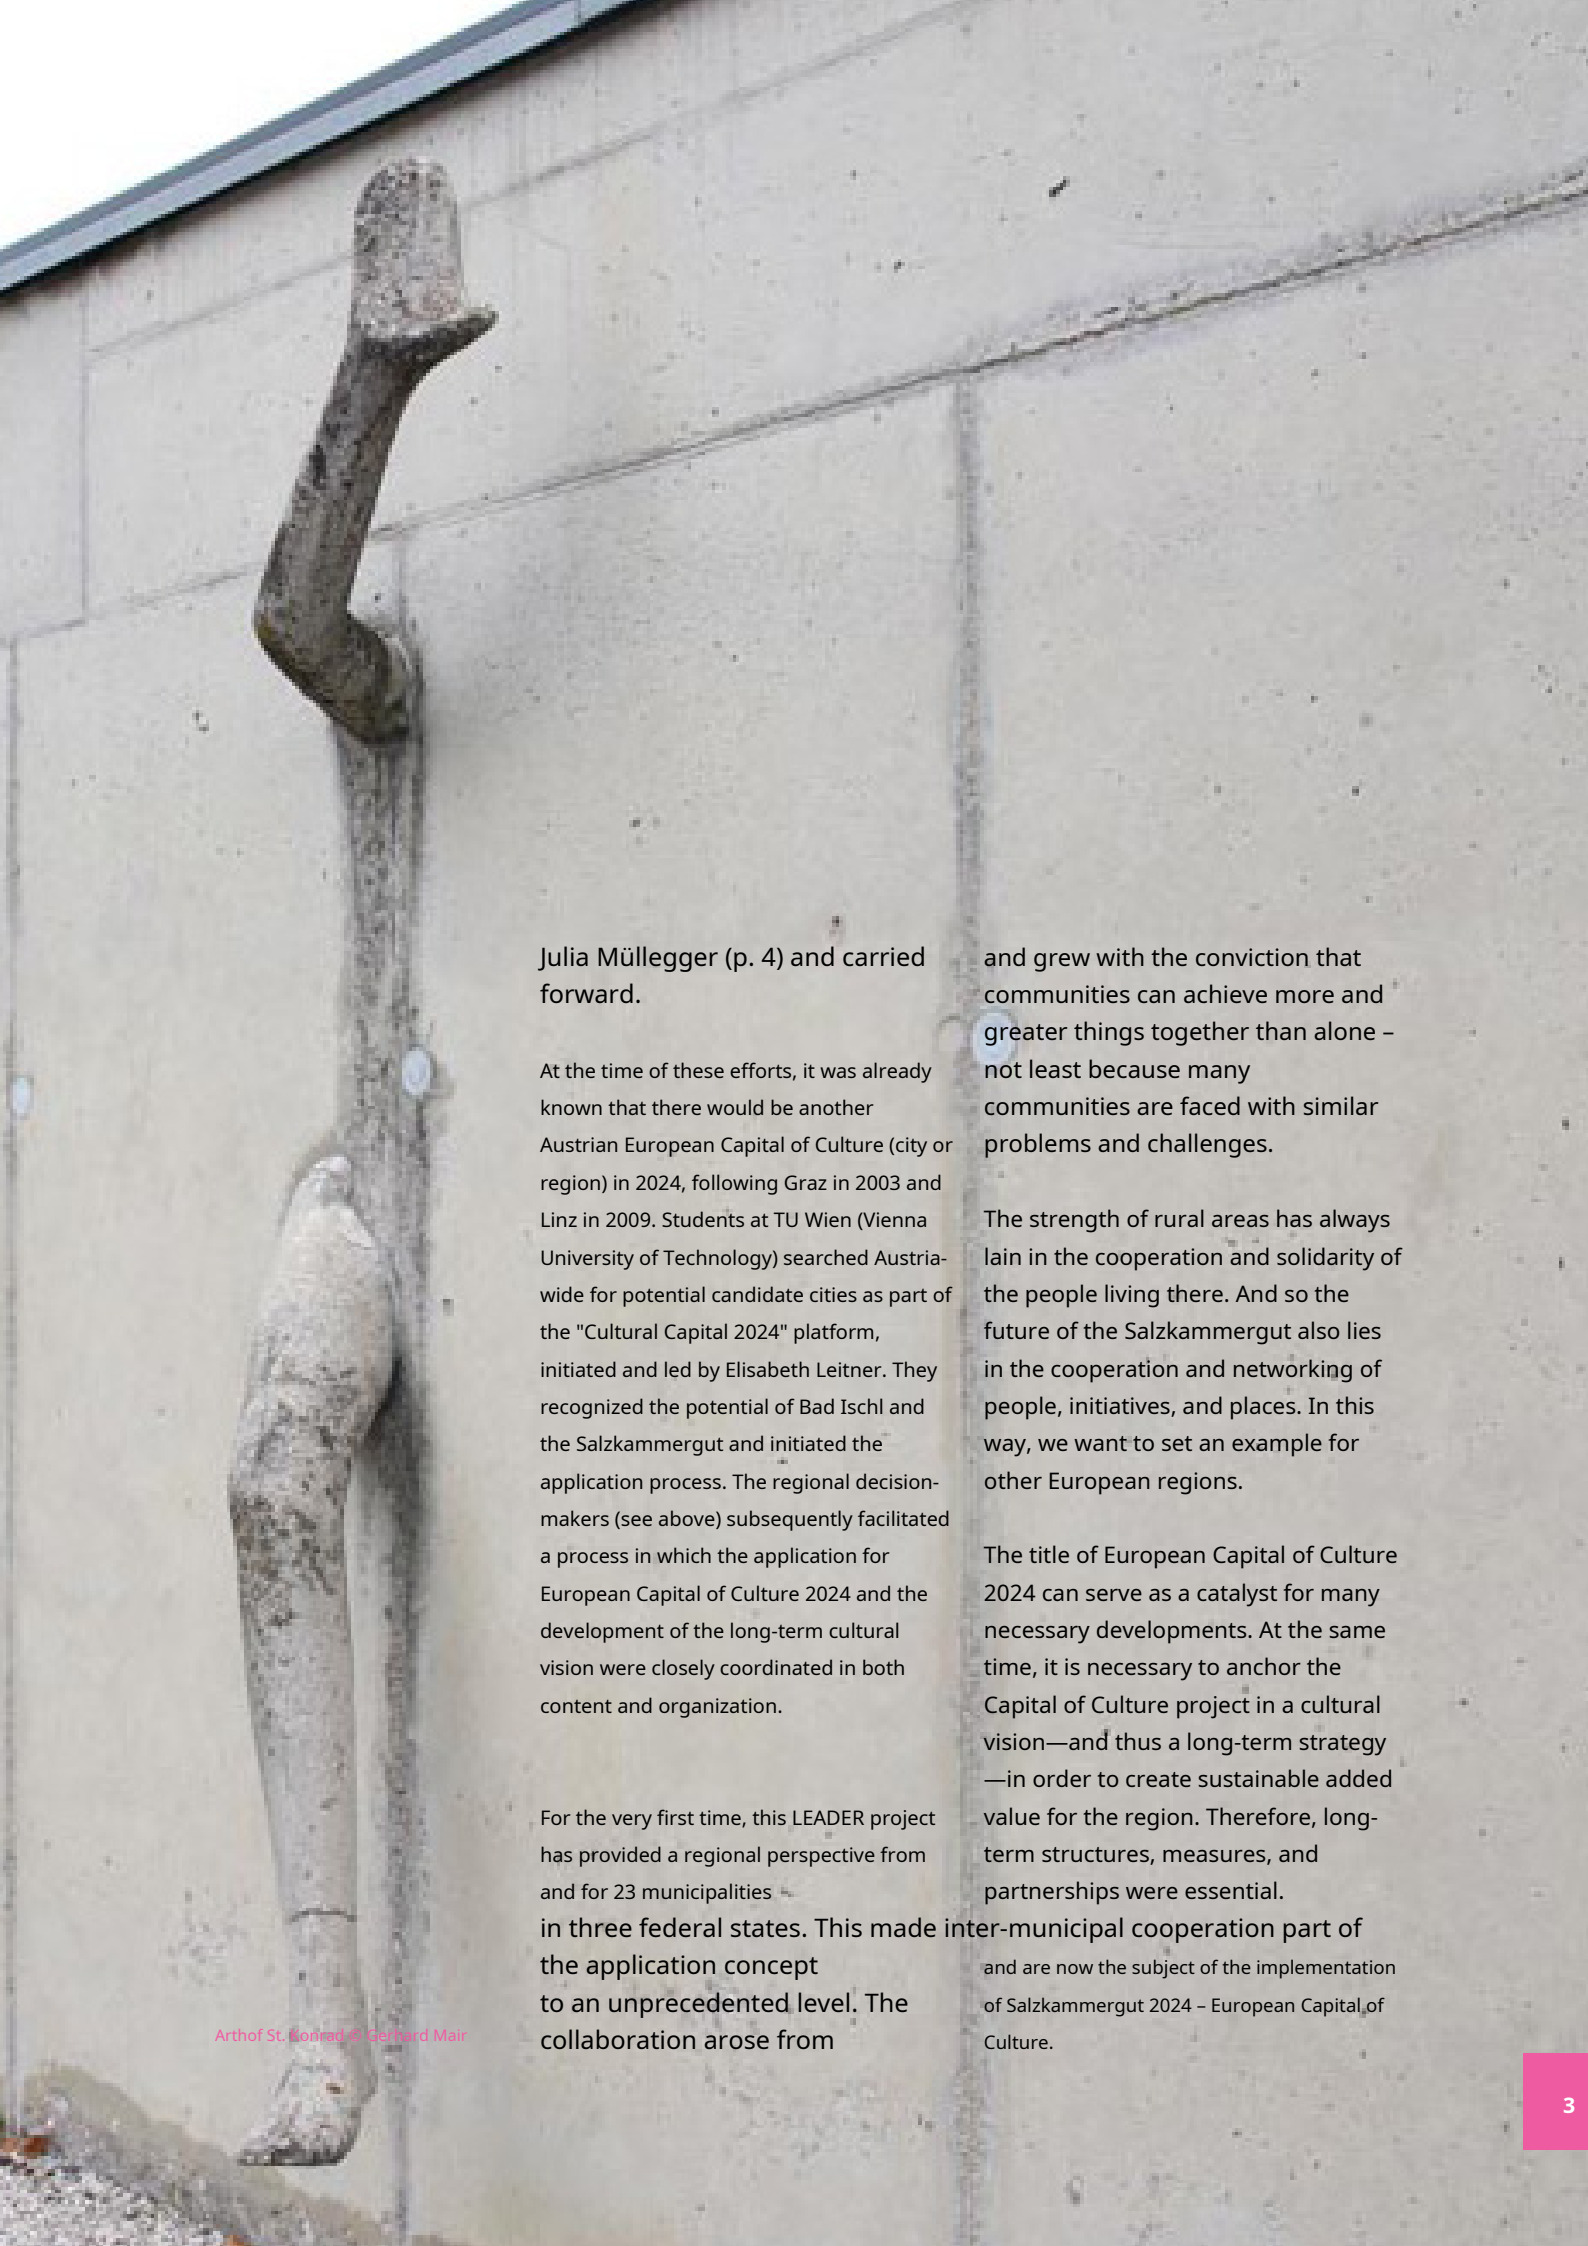 Julia Müllegger (p. 4) and carried
forward.
At the time of these efforts, it was already
known that there would be another
Austrian European Capital of Culture (city or
region) in 2024, following Graz in 2003 and
Linz in 2009. Students at TU Wien (Vienna
University of Technology) searched Austria-
wide for potential candidate cities as part of
the "Cultural Capital 2024" platform,
initiated and led by Elisabeth Leitner. They
recognized the potential of Bad Ischl and
the Salzkammergut and initiated the
application process. The regional decision-
makers (see above) subsequently facilitated
a process in which the application for
European Capital of Culture 2024 and the
development of the long-term cultural
vision were closely coordinated in both
content and organization.
For the very first time, this LEADER project
has provided a regional perspective from
and for 23 municipalities
in three federal states. This made inter-municipal cooperation part of
the application concept
to an unprecedented level. The
collaboration arose from
and grew with the conviction that
communities can achieve more and
greater things together than alone –
not least because many
communities are faced with similar
problems and challenges.
The strength of rural areas has always
lain in the cooperation and solidarity of
the people living there. And so the
future of the Salzkammergut also lies
in the cooperation and networking of
people, initiatives, and places. In this
way, we want to set an example for
other European regions.
The title of European Capital of Culture
2024 can serve as a catalyst for many
necessary developments. At the same
time, it is necessary to anchor the
Capital of Culture project in a cultural
vision—and thus a long-term strategy
—in order to create sustainable added
value for the region. Therefore, long-
term structures, measures, and
partnerships were essential.
and are now the subject of the implementation
of Salzkammergut 2024 – European Capital of
Culture.
Arthof St. Konrad © Gerhard Mair
3